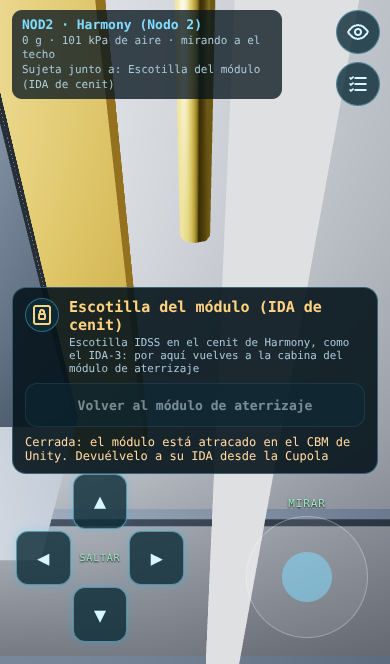 NOD2 · Harmony (Nodo 2)
0 g · 101 kPa de aire · mirando a el
techo
Sujeta junto a: Escotilla del módulo
(IDA de cenit)
Escotilla del módulo (IDA de
cenit)
Escotilla IDSS en el cenit de Harmony, como
el IDA-3: por aquí vuelves a la cabina del
módulo de aterrizaje
Volver al módulo de aterrizaje
Cerrada: el módulo está atracado en el CBM de
Unity. Devuélvelo a su IDA desde la Cupola
MIRAR
SALTAR